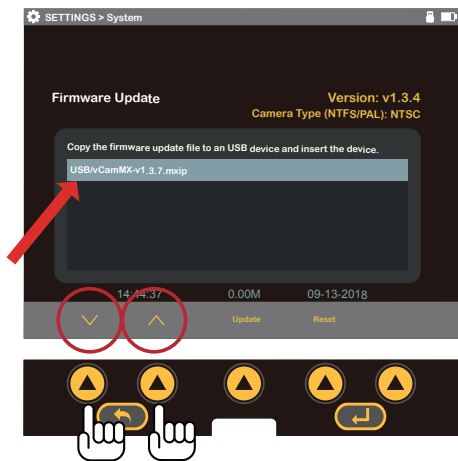 SETTINGS > System
Firmware Update
Version: v1.3.4
Camera Type (NTFS/PAL): NTSC
Copy the firmware update file to an USB device and insert the device.
USB/vCamMX-v1.3.7.mxip
14:44:37 0.00M 09-13-2018
Update Reset